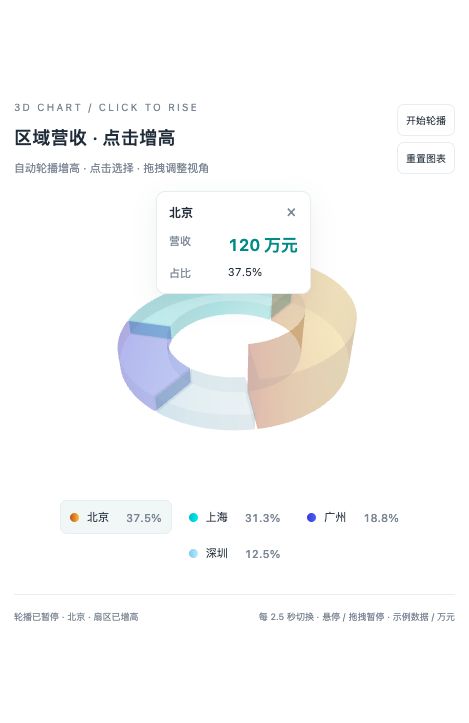 3D CHART / CLICK TO RISE
区域营收 · 点击增高
自动轮播增高 · 点击选择 · 拖拽调整视角
开始轮播
重置图表
北京 ×
营收 120 万元
占比 37.5%
北京 37.5% 上海 31.3% 广州 18.8%
深圳 12.5%
轮播已暂停 · 北京 · 扇区已增高 每 2.5 秒切换 · 悬停 / 拖拽暂停 · 示例数据 / 万元